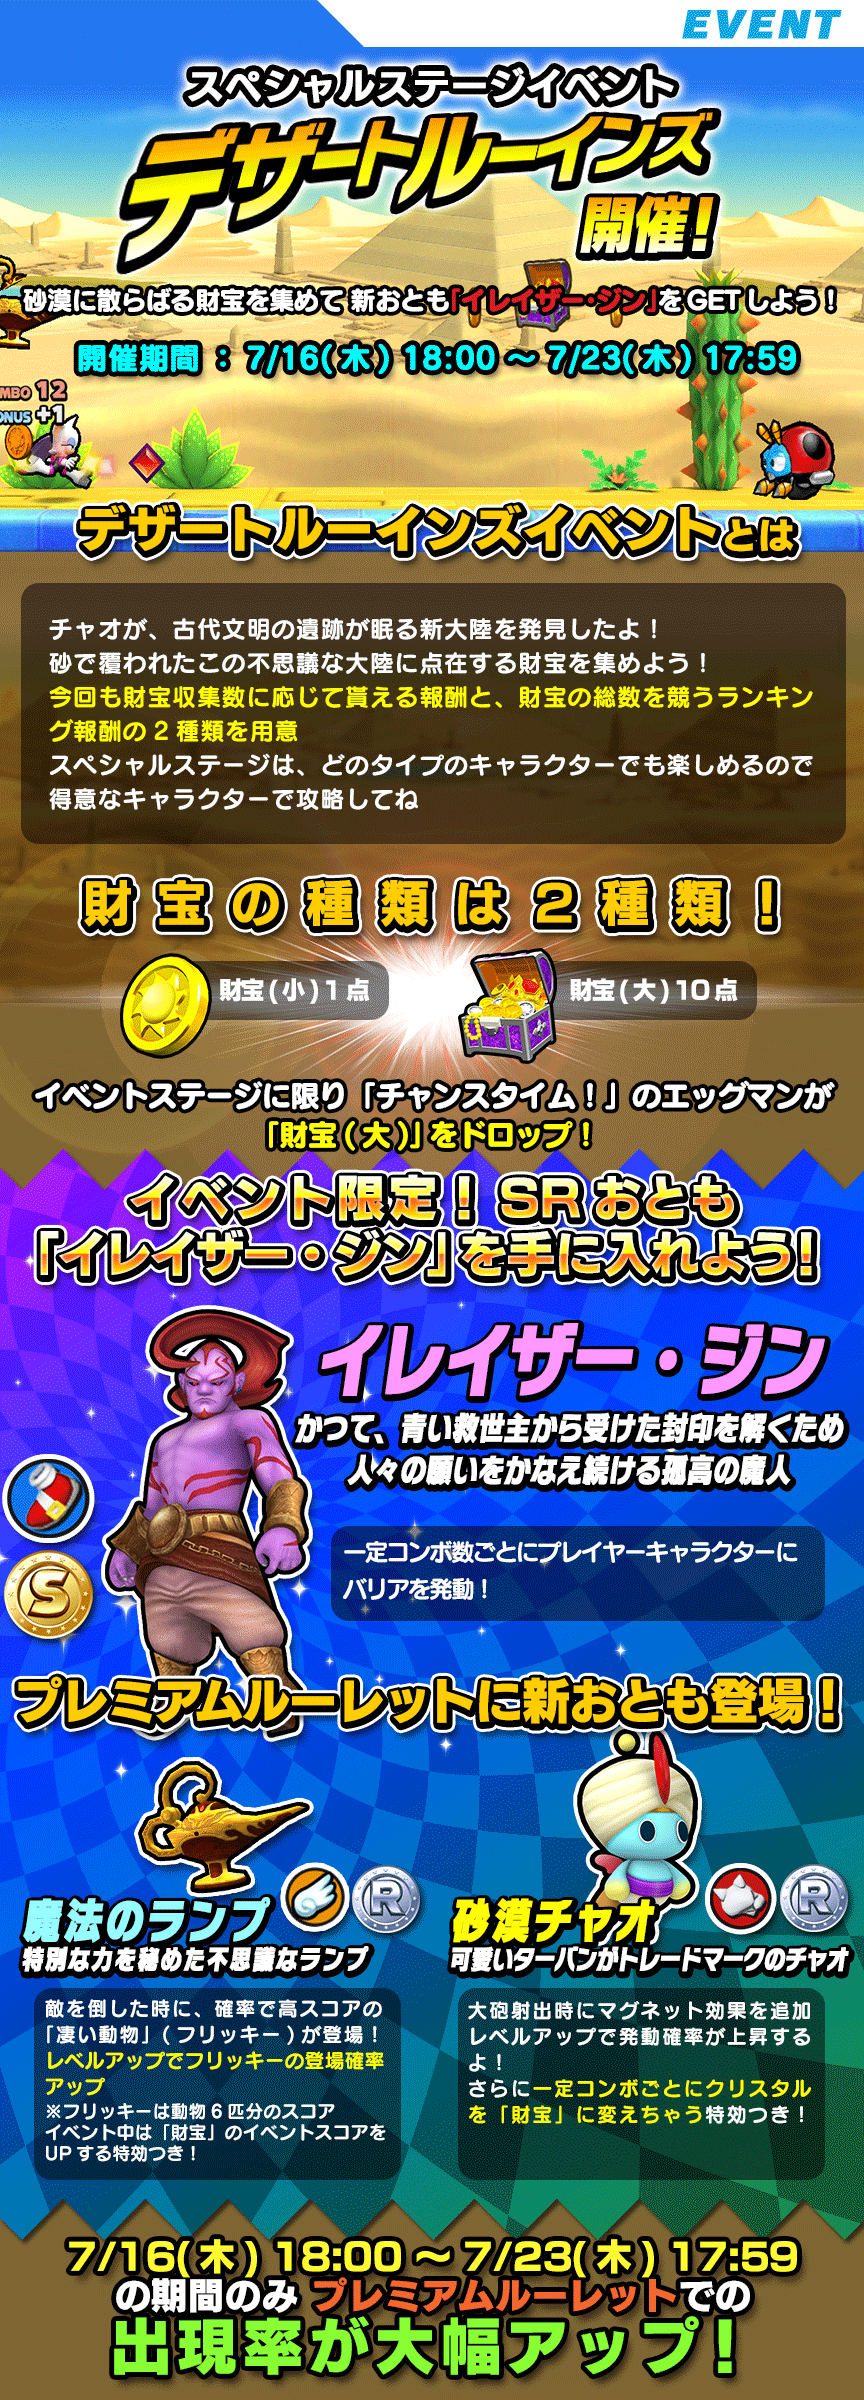 EVENT
スペシャルステージイベント
デザートルーインズ
開催!
砂漠に散らばる財宝を集めて 新おとも「イレイザー・ジン」をGETしよう!
開催期間 : 7/16(木) 18:00 ～ 7/23(木) 17:59
MBO 12
ONUS +1
デザートルーインズイベントとは
チャオが、古代文明の遺跡が眠る新大陸を発見したよ!
砂で覆われたこの不思議な大陸に点在する財宝を集めよう!
今回も財宝収集数に応じて貰える報酬と、財宝の総数を競うランキン
グ報酬の2種類を用意
スペシャルステージは、どのタイプのキャラクターでも楽しめるので
得意なキャラクターで攻略してね
財宝の種類は2種類!
財宝(小)1点
財宝(大)10点
イベントステージに限り「チャンスタイム!」のエッグマンが
「財宝(大)」をドロップ!
イベント限定! SRおとも
「イレイザー・ジン」を手に入れよう!
イレイザー・ジン
かつて、青い救世主から受けた封印を解くため
人々の願いをかなえ続ける孤高の魔人
S
一定コンボ数ごとにプレイヤーキャラクターに
バリアを発動!
プレミアムルーレットに新おとも登場!
魔法のランプ
R
特別な力を秘めた不思議なランプ
敵を倒した時に、確率で高スコアの
「凄い動物」(フリッキー)が登場!
レベルアップでフリッキーの登場確率
アップ
※フリッキーは動物6匹分のスコア
イベント中は「財宝」のイベントスコアを
UPする特効つき!
砂漠チャオ
R
可愛いターバンがトレードマークのチャオ
大砲射出時にマグネット効果を追加
レベルアップで発動確率が上昇する
よ!
さらに一定コンボごとにクリスタル
を「財宝」に変えちゃう特効つき!
7/16(木) 18:00 ～ 7/23(木) 17:59
の期間のみ プレミアムルーレットでの
出現率が大幅アップ!